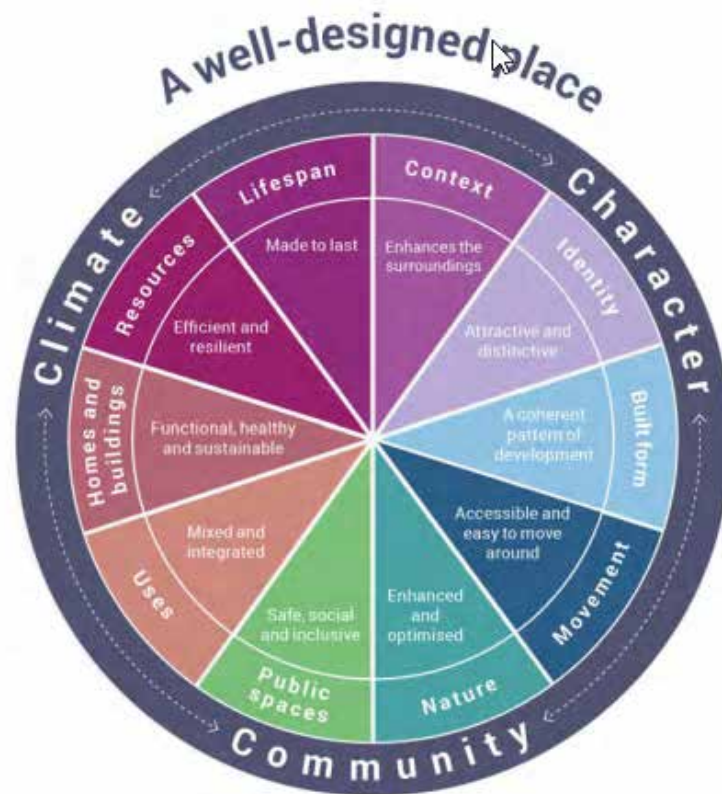 A well-designed place
Climate
Character
Community
Context
Enhances the
surroundings
Identity
Attractive and
distinctive
Built form
A coherent
pattern of
development
Movement
Accessible and
easy to move
around
Nature
Enhanced
and
optimised
Public
spaces
Safe, social
and inclusive
Uses
Mixed and
integrated
Homes and
buildings
Functional, healthy
and sustainable
Resources
Efficient and
resilient
Lifespan
Made to last